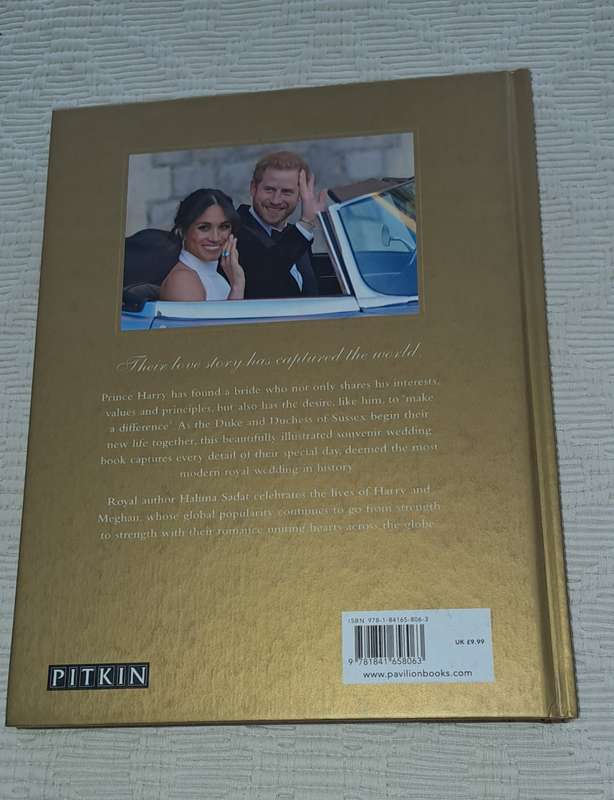 Their love story has captured the world.
Prince Harry has found a bride who not only shares his interests,
values and principles, but also has the desire, like him, to 'make
a difference'. As the Duke and Duchess of Sussex begin their
new life together, this beautifully illustrated souvenir wedding
book captures every detail of their special day, deemed the most
modern royal wedding in history.
Royal author Halima Sadat celebrates the lives of Harry and
Meghan, whose global popularity continues to go from strength
to strength with their romance uniting hearts across the globe.
ISBN 978-1-84165-806-3
UK £9.99
9 781841 658063
www.pavilionbooks.com
PITKIN